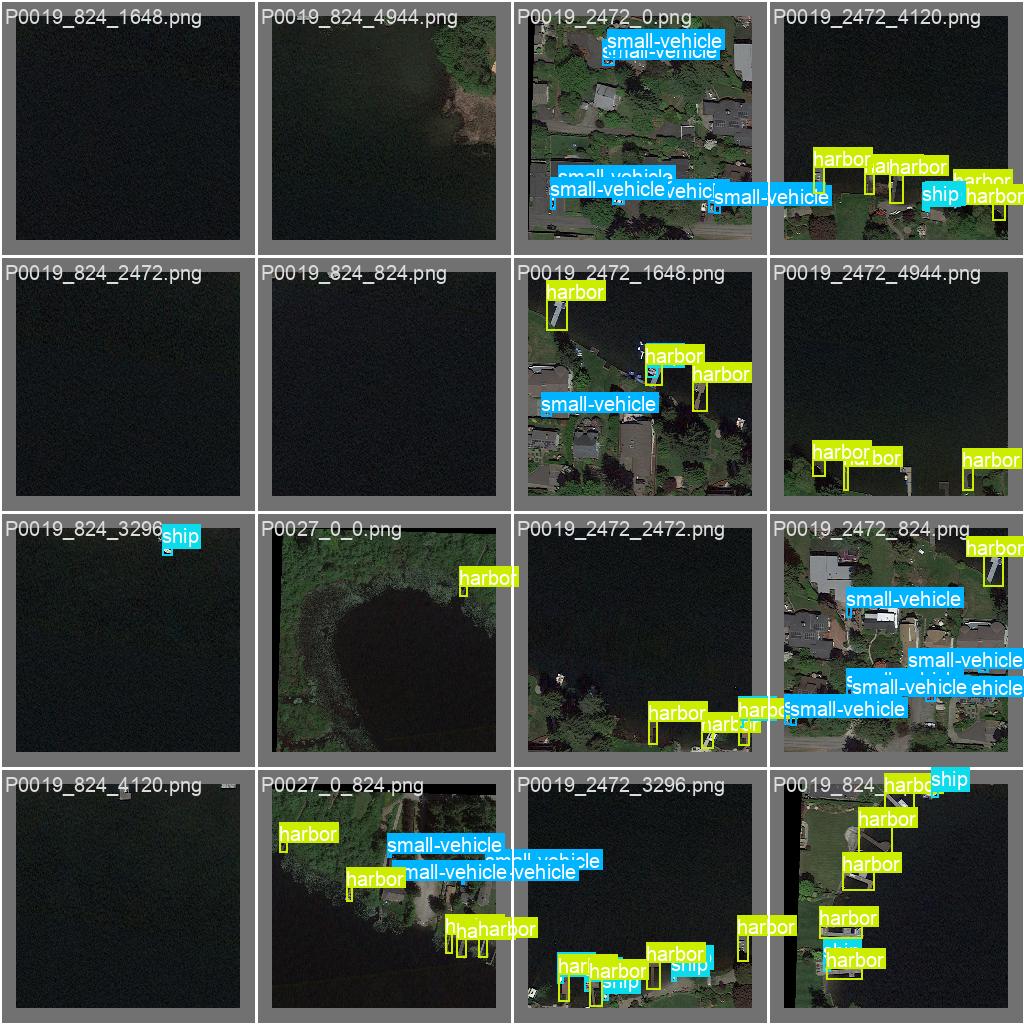 P0019_824_1648.png
P0019_824_4944.png
P0019_2472_0.png
small-vehicle
small-vehicle
small-vehicle
small-vehicle
small-vehicle
P0019_2472_4120.png
harbor
harbor
harbor
ship
harbor
P0019_824_2472.png
P0019_824_824.png
P0019_2472_1648.png
harbor
harbor
harbor
small-vehicle
P0019_2472_4944.png
harbor
harbor
P0019_824_3296
ship
P0027_0_0.png
harbor
P0019_2472_2472.png
harbor
harbor
P0019_2472_824.png
harbor
small-vehicle
small-vehicle
small-vehicle
ehicle
small-vehicle
P0019_824_4120.png
P0027_0_824.png
harbor
small-vehicle
small-vehicle
-vehicle
harbor
harbor
P0019_2472_3296.png
harbor
harbor
harbor
ship
ship
P0019_824_
ship
harbor
harbor
harbor
harbor